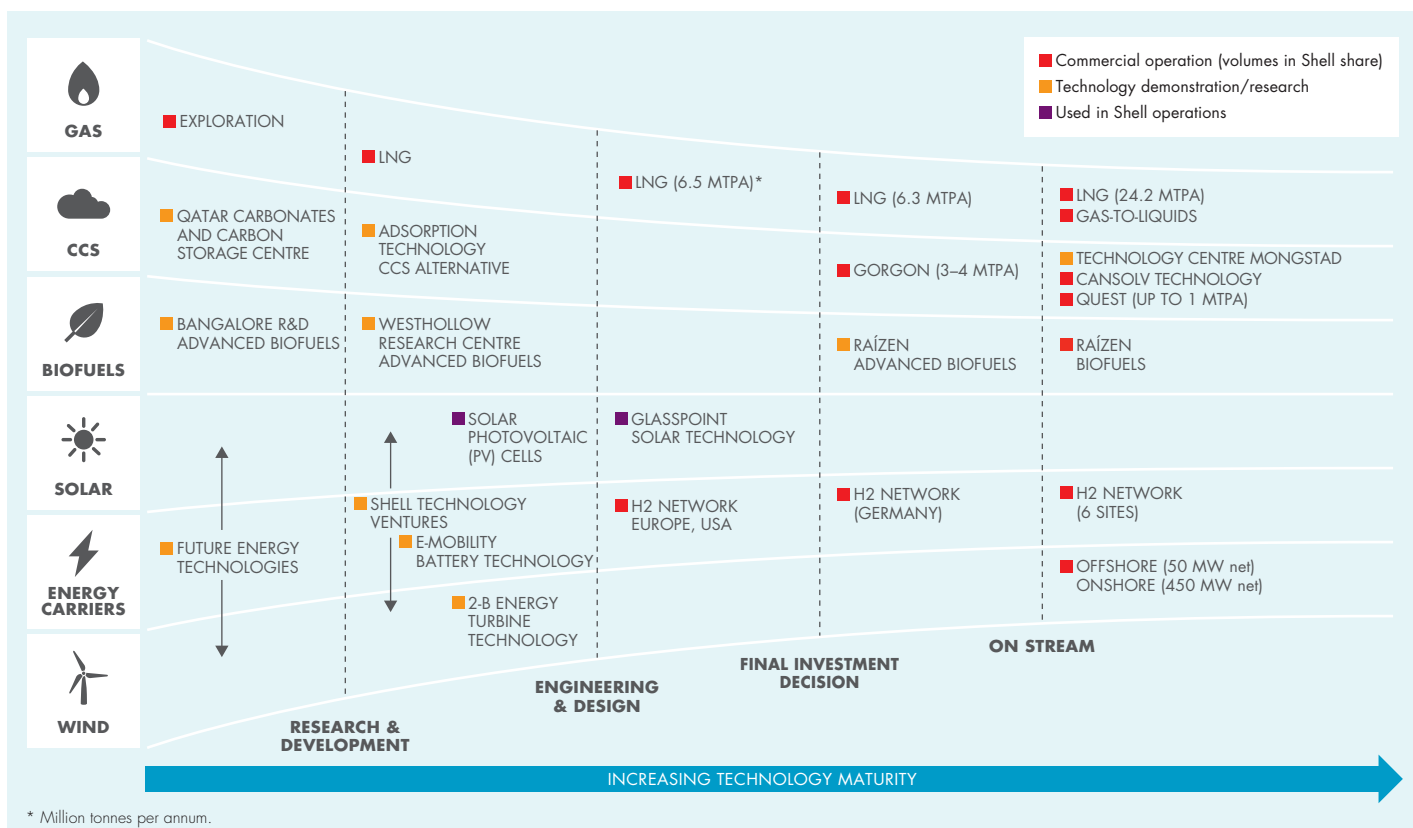 GAS
CCS
BIOFUELS
SOLAR
ENERGY
CARRIERS
WIND
Commercial operation (volumes in Shell share)
Technology demonstration/research
Used in Shell operations
EXPLORATION
LNG
LNG (6.5 MTPA)*
LNG (6.3 MTPA)
LNG (24.2 MTPA)
GAS-TO-LIQUIDS
QATAR CARBONATES
AND CARBON
STORAGE CENTRE
ADSORPTION
TECHNOLOGY
CCS ALTERNATIVE
GORGON (3–4 MTPA)
TECHNOLOGY CENTRE MONGSTAD
CANSOLV TECHNOLOGY
QUEST (UP TO 1 MTPA)
BANGALORE R&D
ADVANCED BIOFUELS
WESTHOLLOW
RESEARCH CENTRE
ADVANCED BIOFUELS
RAÍZEN
ADVANCED BIOFUELS
RAÍZEN
BIOFUELS
SOLAR
PHOTOVOLTAIC
(PV) CELLS
GLASSPOINT
SOLAR TECHNOLOGY
SHELL TECHNOLOGY
VENTURES
H2 NETWORK
EUROPE, USA
H2 NETWORK
(GERMANY)
H2 NETWORK
(6 SITES)
FUTURE ENERGY
TECHNOLOGIES
E-MOBILITY
BATTERY TECHNOLOGY
OFFSHORE (50 MW net)
ONSHORE (450 MW net)
2-B ENERGY
TURBINE
TECHNOLOGY
RESEARCH &
DEVELOPMENT
ENGINEERING
& DESIGN
FINAL INVESTMENT
DECISION
ON STREAM
INCREASING TECHNOLOGY MATURITY
* Million tonnes per annum.